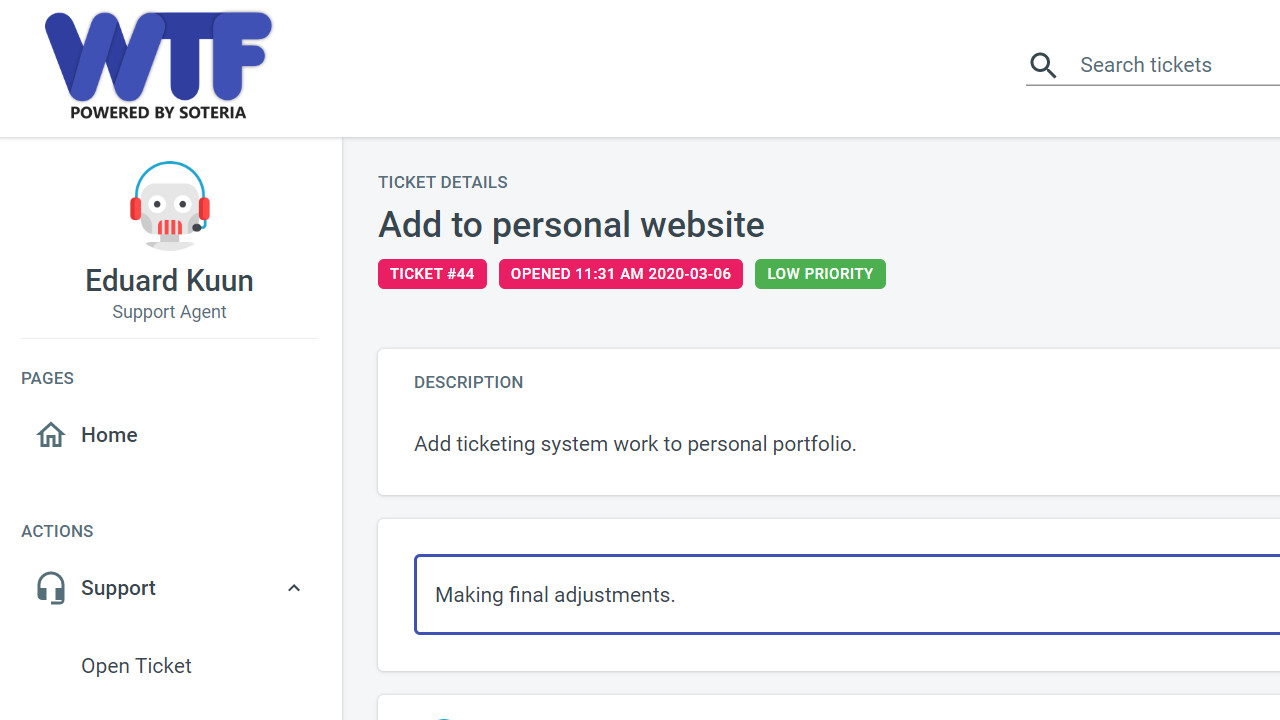 WTF
POWERED BY SOTERIA
Search tickets
Eduard Kuun
Support Agent
PAGES
Home
ACTIONS
Support
Open Ticket
TICKET DETAILS
Add to personal website
TICKET #44 OPENED 11:31 AM 2020-03-06 LOW PRIORITY
DESCRIPTION
Add ticketing system work to personal portfolio.
Making final adjustments.